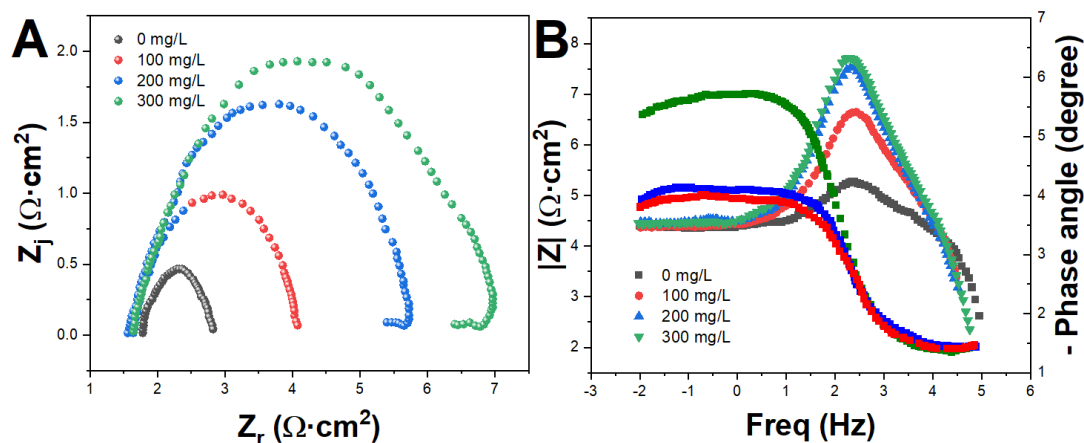 A
0 mg/L
100 mg/L
200 mg/L
300 mg/L
2.0
1.5
1.0
0.5
0.0
Zj (Ω·cm2)
1 2 3 4 5 6 7
Zr (Ω·cm2)
B
8
7
6
5
4
3
2
|Z| (Ω·cm2)
0 mg/L
100 mg/L
200 mg/L
300 mg/L
-3 -2 -1 0 1 2 3 4 5 6
Freq (Hz)
7
6
5
4
3
2
1
- Phase angle (degree)